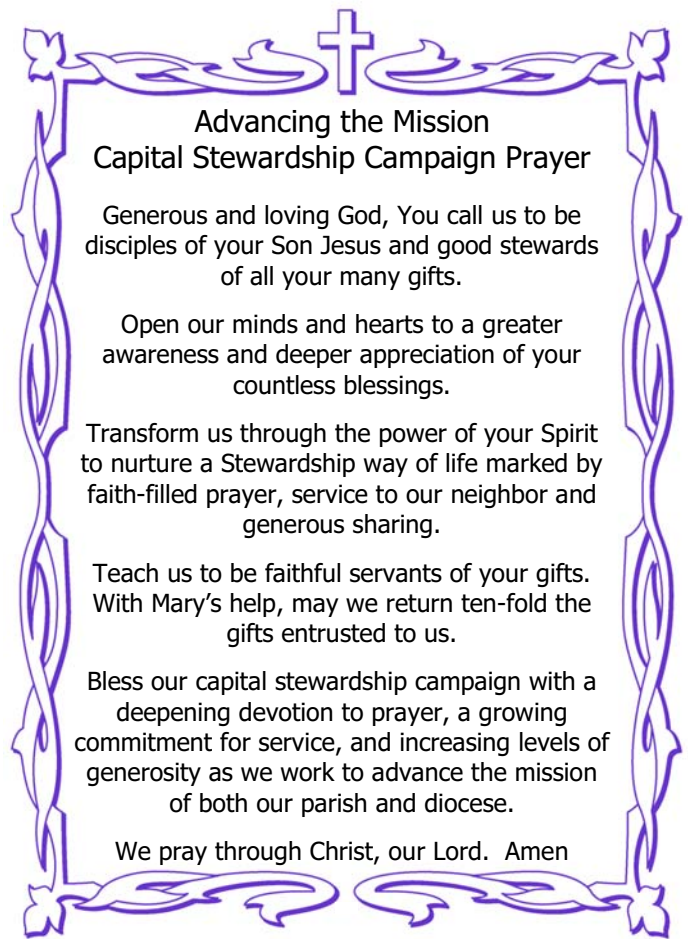 Advancing the Mission
Capital Stewardship Campaign Prayer
Generous and loving God, You call us to be
disciples of your Son Jesus and good stewards
of all your many gifts.
Open our minds and hearts to a greater
awareness and deeper appreciation of your
countless blessings.
Transform us through the power of your Spirit
to nurture a Stewardship way of life marked by
faith-filled prayer, service to our neighbor and
generous sharing.
Teach us to be faithful servants of your gifts.
With Mary’s help, may we return ten-fold the
gifts entrusted to us.
Bless our capital stewardship campaign with a
deepening devotion to prayer, a growing
commitment for service, and increasing levels of
generosity as we work to advance the mission
of both our parish and diocese.
We pray through Christ, our Lord.  Amen